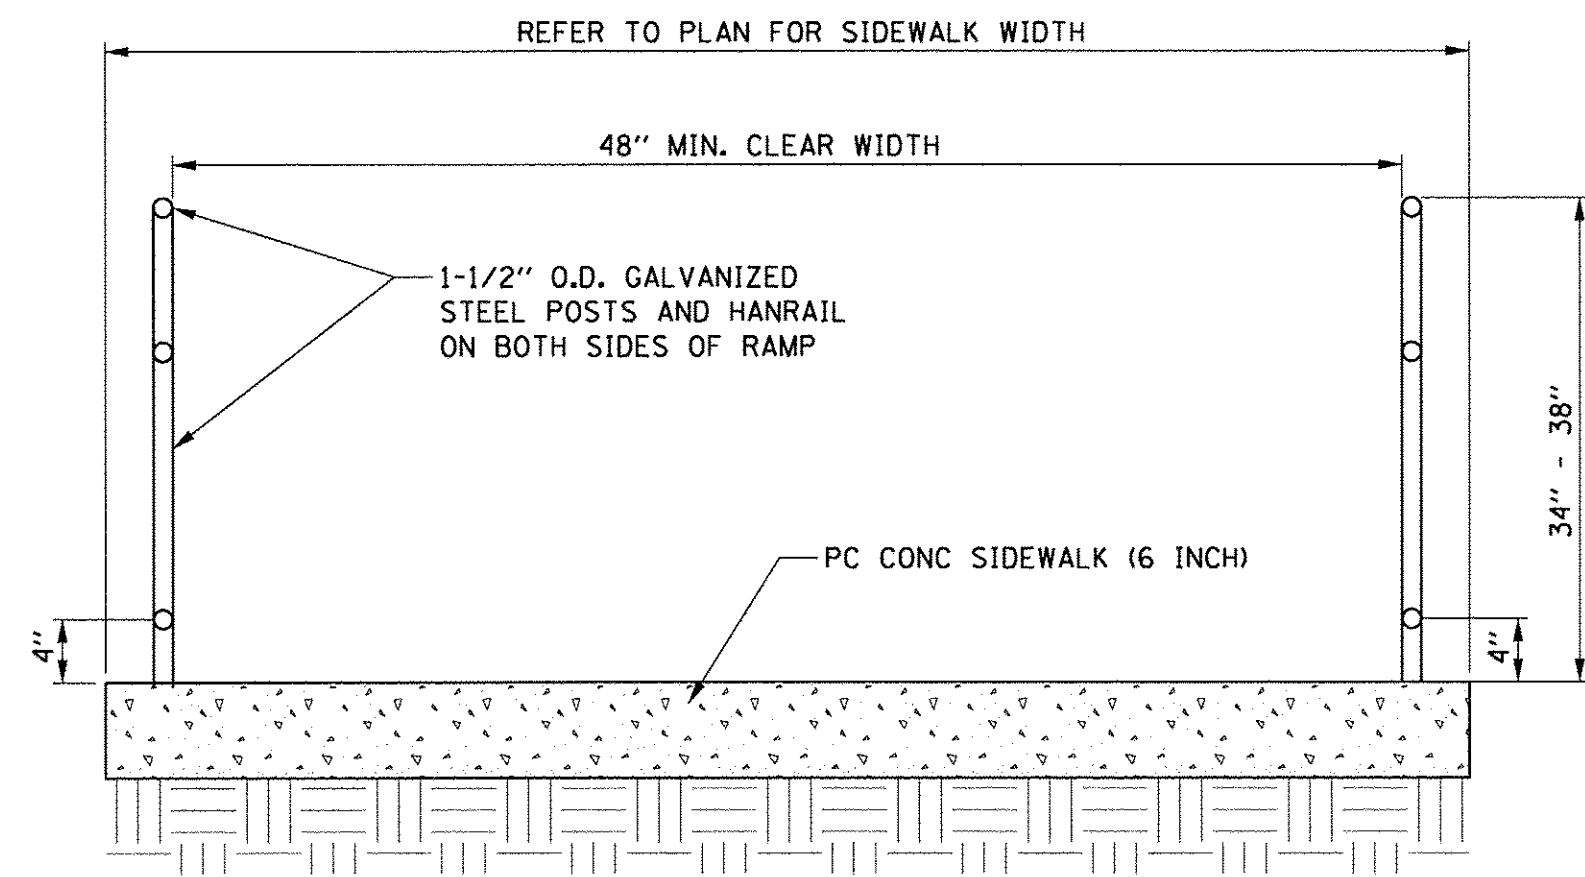 REFER TO PLAN FOR SIDEWALK WIDTH
48" MIN. CLEAR WIDTH
1-1/2" O.D. GALVANIZED
STEEL POSTS AND HANRAIL
ON BOTH SIDES OF RAMP
34" - 38"
PC CONC SIDEWALK (6 INCH)
4"
4"